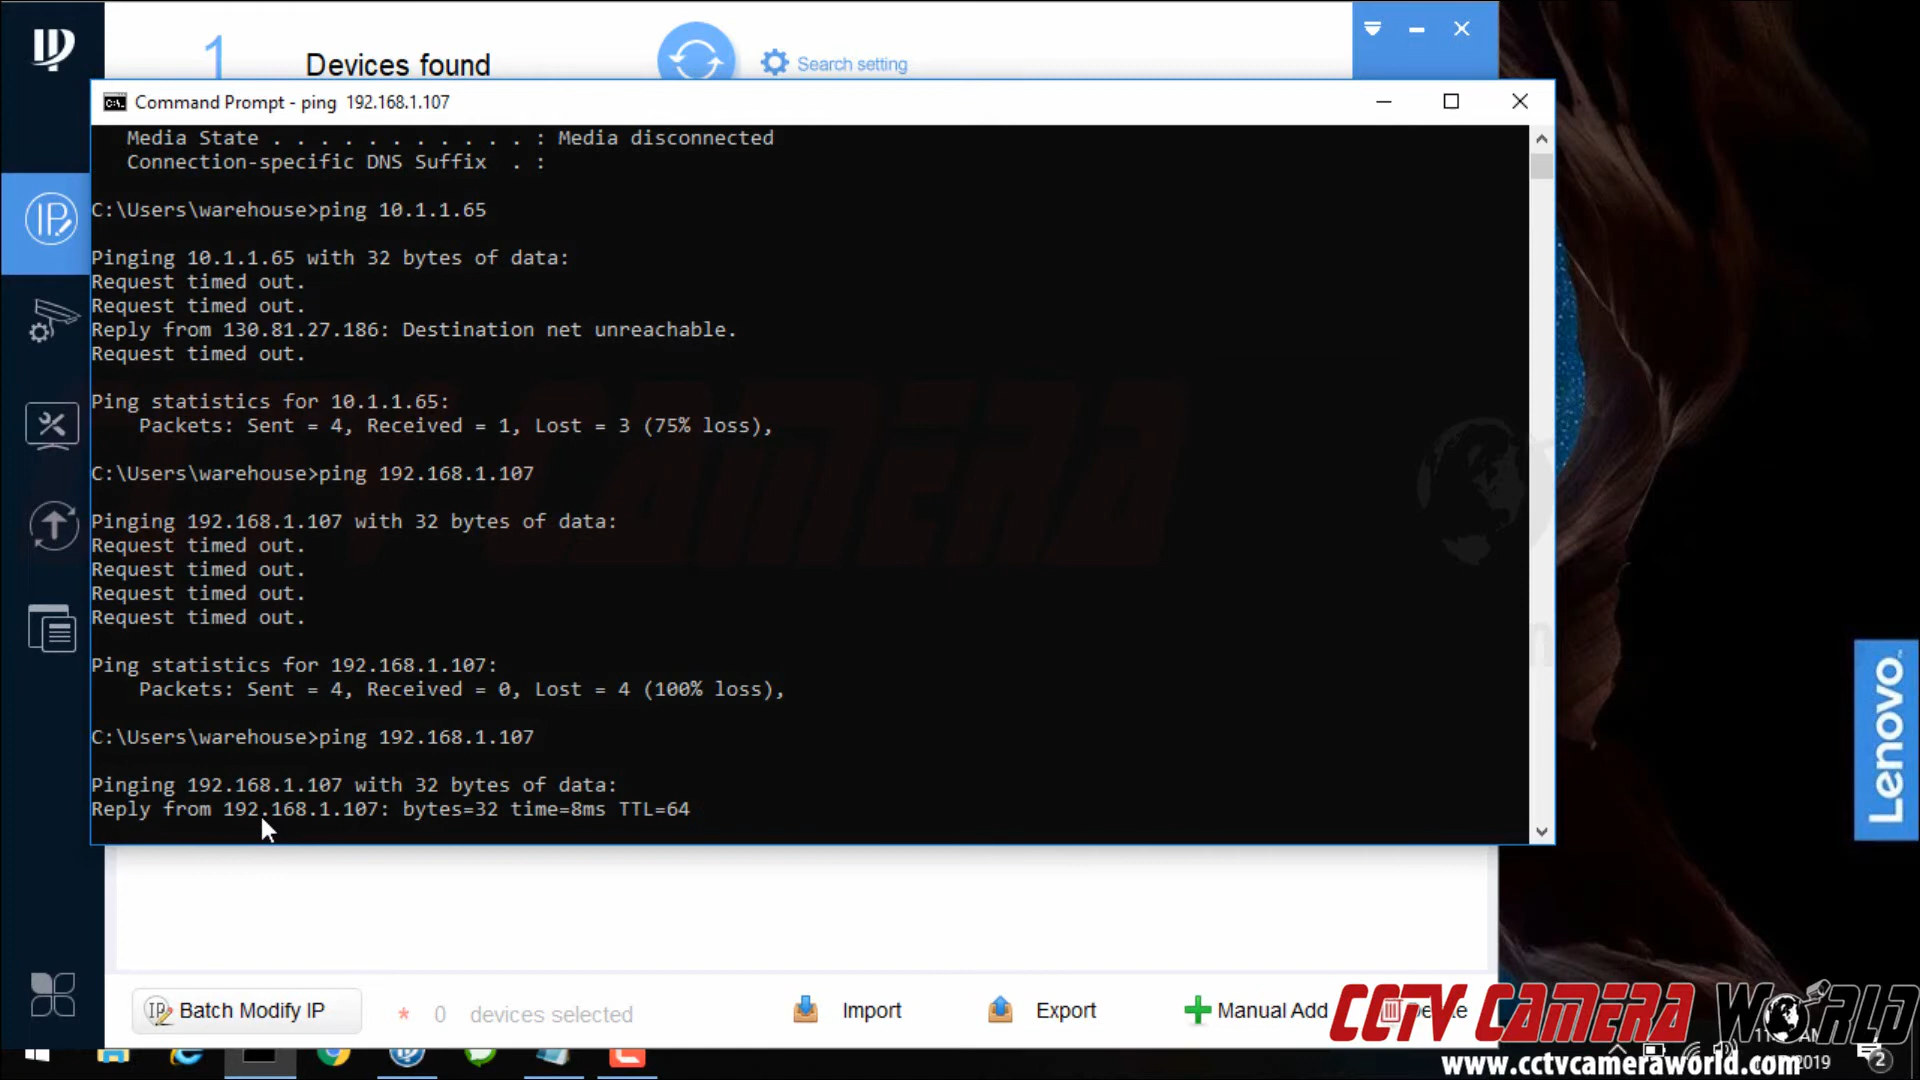 1 Devices found
Search setting
Command Prompt - ping 192.168.1.107
Media State . . . . . . . . . . . : Media disconnected
Connection-specific DNS Suffix . :
C:\Users\warehouse>ping 10.1.1.65
Pinging 10.1.1.65 with 32 bytes of data:
Request timed out.
Request timed out.
Reply from 130.81.27.186: Destination net unreachable.
Request timed out.
Ping statistics for 10.1.1.65:
Packets: Sent = 4, Received = 1, Lost = 3 (75% loss),
C:\Users\warehouse>ping 192.168.1.107
Pinging 192.168.1.107 with 32 bytes of data:
Request timed out.
Request timed out.
Request timed out.
Request timed out.
Ping statistics for 192.168.1.107:
Packets: Sent = 4, Received = 0, Lost = 4 (100% loss),
C:\Users\warehouse>ping 192.168.1.107
Pinging 192.168.1.107 with 32 bytes of data:
Reply from 192.168.1.107: bytes=32 time=8ms TTL=64
Lenovo
IP Batch Modify IP
* 0 devices selected
Import
Export
Manual Add
CCTV CAMERA WORLD
www.cctvcameraworld.com
2